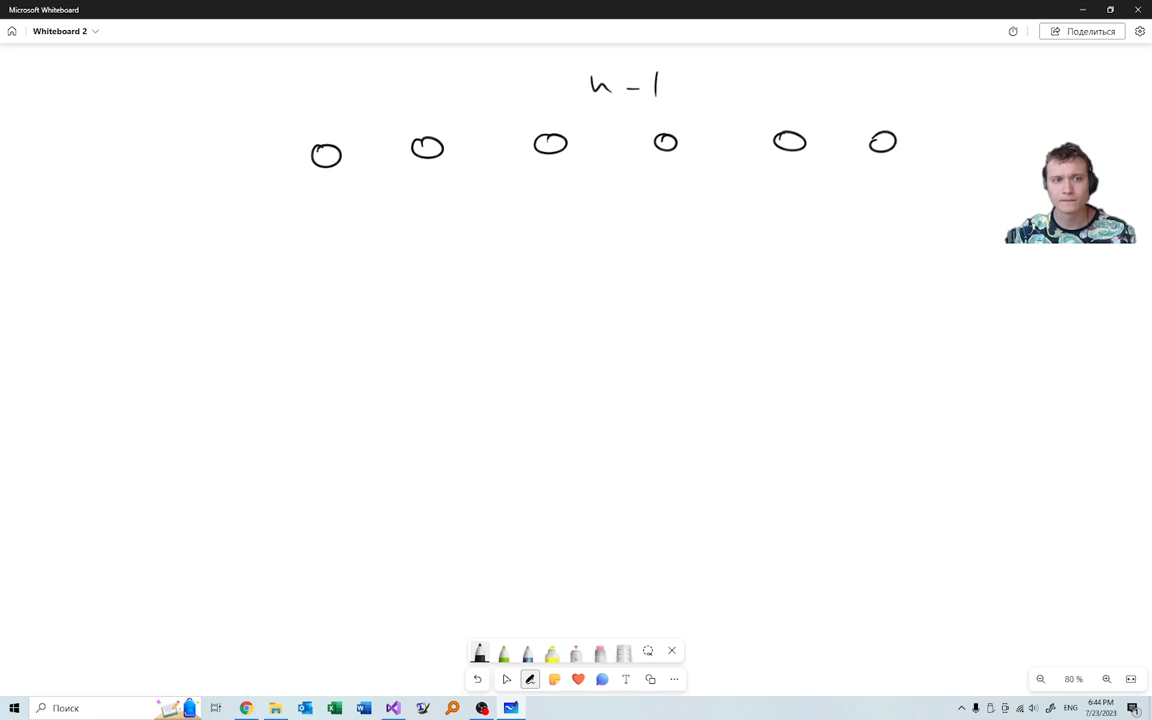 Microsoft Whiteboard
Whiteboard 2
Поделиться
n - 1
80 %
Поиск
ENG
6:44 PM
7/23/2023